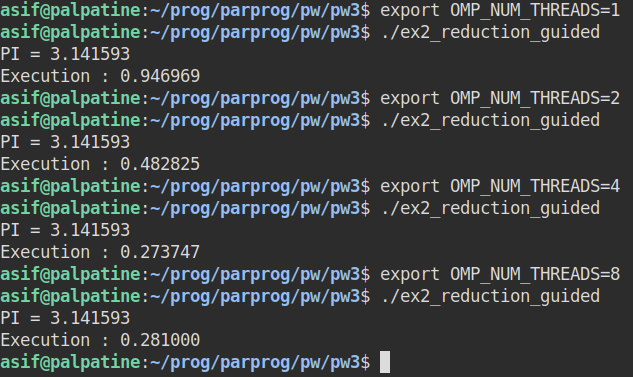 asif@palpatine:~/prog/parprog/pw/pw3$ export OMP_NUM_THREADS=1
asif@palpatine:~/prog/parprog/pw/pw3$ ./ex2_reduction_guided
PI = 3.141593
Execution : 0.946969
asif@palpatine:~/prog/parprog/pw/pw3$ export OMP_NUM_THREADS=2
asif@palpatine:~/prog/parprog/pw/pw3$ ./ex2_reduction_guided
PI = 3.141593
Execution : 0.482825
asif@palpatine:~/prog/parprog/pw/pw3$ export OMP_NUM_THREADS=4
asif@palpatine:~/prog/parprog/pw/pw3$ ./ex2_reduction_guided
PI = 3.141593
Execution : 0.273747
asif@palpatine:~/prog/parprog/pw/pw3$ export OMP_NUM_THREADS=8
asif@palpatine:~/prog/parprog/pw/pw3$ ./ex2_reduction_guided
PI = 3.141593
Execution : 0.281000
asif@palpatine:~/prog/parprog/pw/pw3$